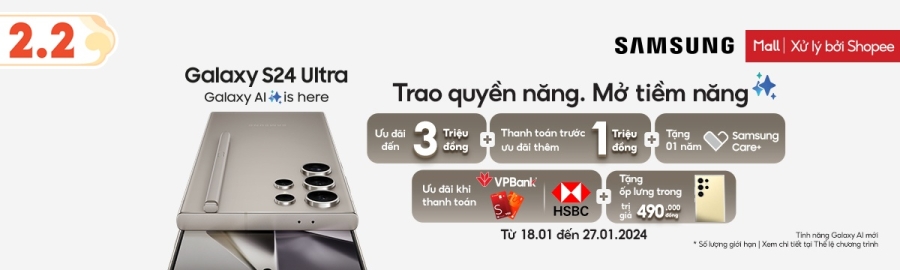 2.2
SAMSUNG
Mall | Xử lý bởi Shopee
Galaxy S24 Ultra
Galaxy AI is here
Trao quyền năng. Mở tiềm năng
Ưu đãi
đến
3 Triệu
đồng
+
Thanh toán trước
ưu đãi thêm
1 Triệu
đồng
+
Tặng
01 năm
Samsung
Care+
Ưu đãi khi
thanh toán
VPBank
HSBC
+
Tặng
ốp lưng trong
trị
giá 490.000
đồng
Từ 18.01 đến 27.01.2024
Tính năng Galaxy AI mới
* Số lượng giới hạn | Xem chi tiết tại Thể lệ chương trình